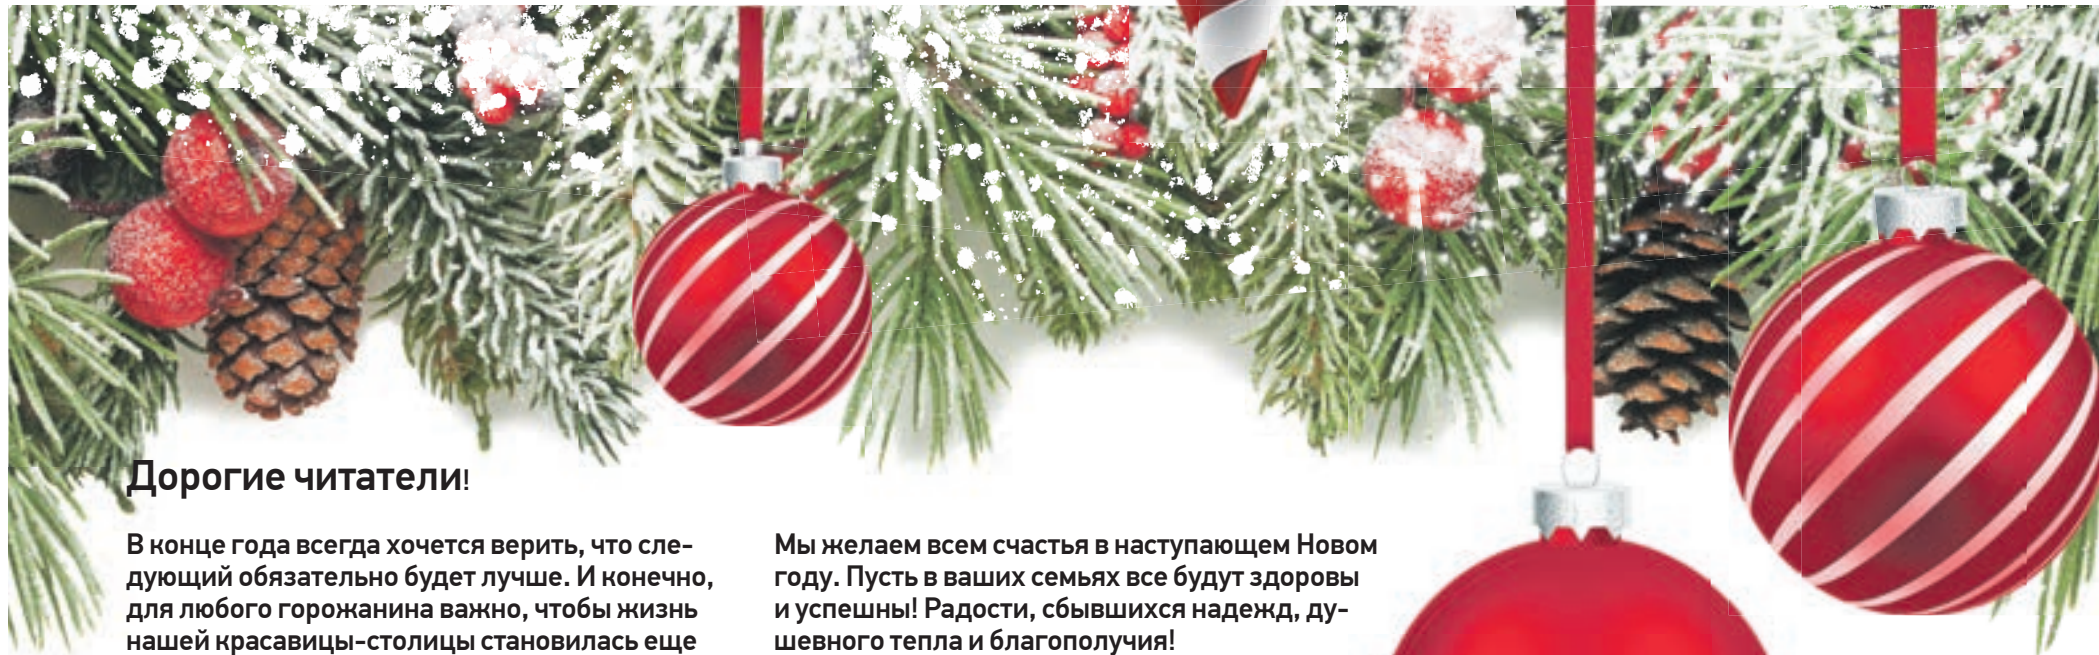 Дорогие читатели!
В конце года всегда хочется верить, что сле-
дующий обязательно будет лучше. И конечно,
для любого горожанина важно, чтобы жизнь
нашей красавицы-столицы становилась еще
Мы желаем всем счастья в наступающем Новом
году. Пусть в ваших семьях все будут здоровы
и успешны! Радости, сбывшихся надежд, ду-
шевного тепла и благополучия!